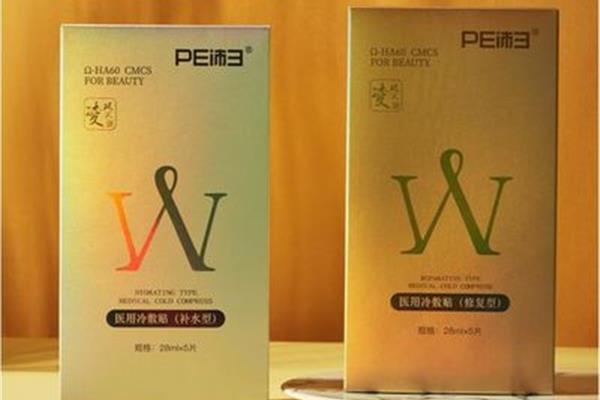 PE沛ヨ®
Ω-HA60 CMCS
FOR BEAUTY
HYDRATING TYPE
MEDICAL COLD COMPRESS
医用冷敷贴（补水型）
规格：28ml×5片
PE沛ヨ®
Ω-HA60 CMCS
FOR BEAUTY
REPARATIVE TYPE
MEDICAL COLD COMPRESS
医用冷敷贴（修复型）
规格：28ml×5片